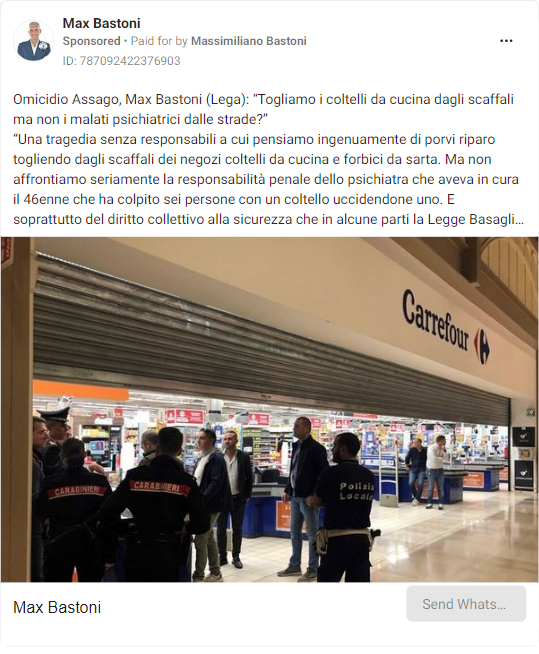 Max Bastoni
Sponsored • Paid for by Massimiliano Bastoni
ID: 787092422376903
Omicidio Assago, Max Bastoni (Lega): “Togliamo i coltelli da cucina dagli scaffali
ma non i malati psichiatrici dalle strade?”
“Una tragedia senza responsabili a cui pensiamo ingenuamente di porvi riparo
togliendo dagli scaffali dei negozi coltelli da cucina e forbici da sarta. Ma non
affrontiamo seriamente la responsabilità penale dello psichiatra che aveva in cura
il 46enne che ha colpito sei persone con un coltello uccidendone uno. E
soprattutto del diritto collettivo alla sicurezza che in alcune parti la Legge Basagli...
Carrefour
CARABINIERI
CARABINIERI
Polizia
Locale
Max Bastoni
Send Whats...